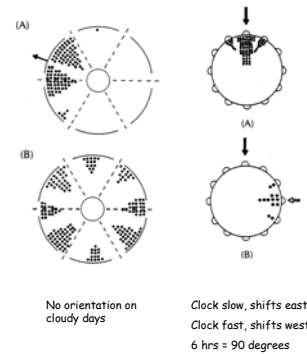 (A)
(A)
(B)
(B)
No orientation on
cloudy days
Clock slow, shifts east
Clock fast, shifts west
6 hrs = 90 degrees